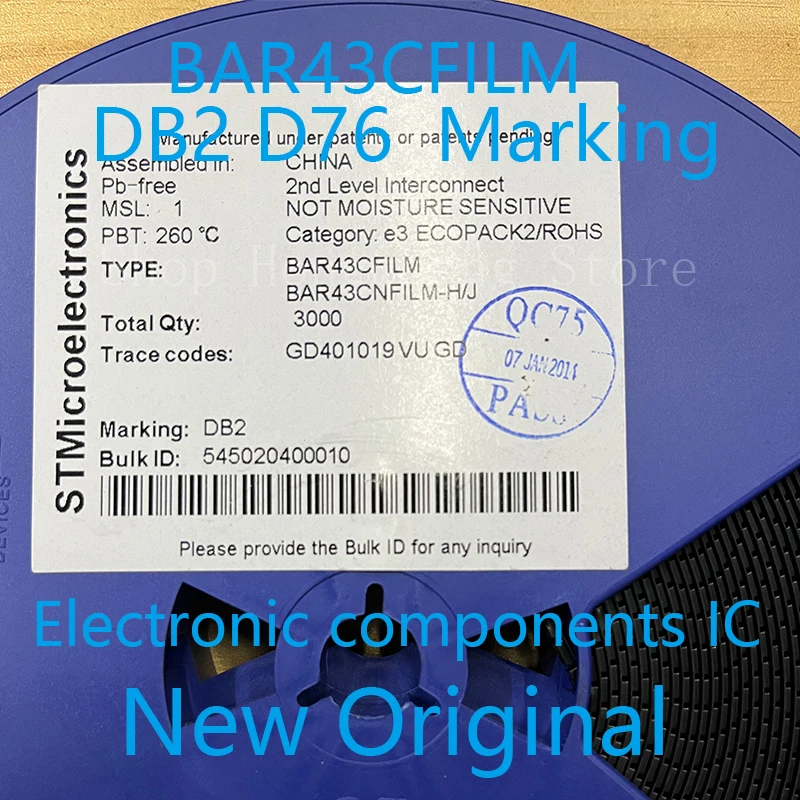 BAR43CFILM
DB2 D76 Marking
Manufactured under patents or patents pending
STMicroelectronics
Assembled in: CHINA
Pb-free 2nd Level Interconnect
MSL: 1 NOT MOISTURE SENSITIVE
PBT: 260 ℃ Category: e3 ECOPACK2/ROHS
TYPE: BAR43CFILM
BAR43CNFILM-H/J
Total Qty: 3000
Trace codes: GD401019 VU GD
QC75
07 JAN 2014
Marking: DB2
Bulk ID: 545020400010
Please provide the Bulk ID for any inquiry
DEVICES
Store
Electronic components IC
New Original